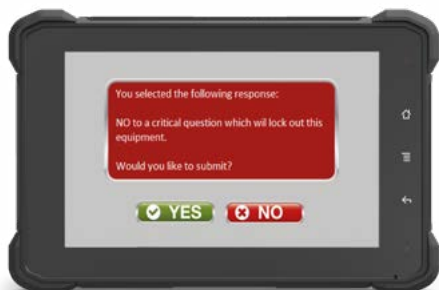 You selected the following response:
NO to a critical question which wil lock out this
equipment.
Would you like to submit?
YES
NO